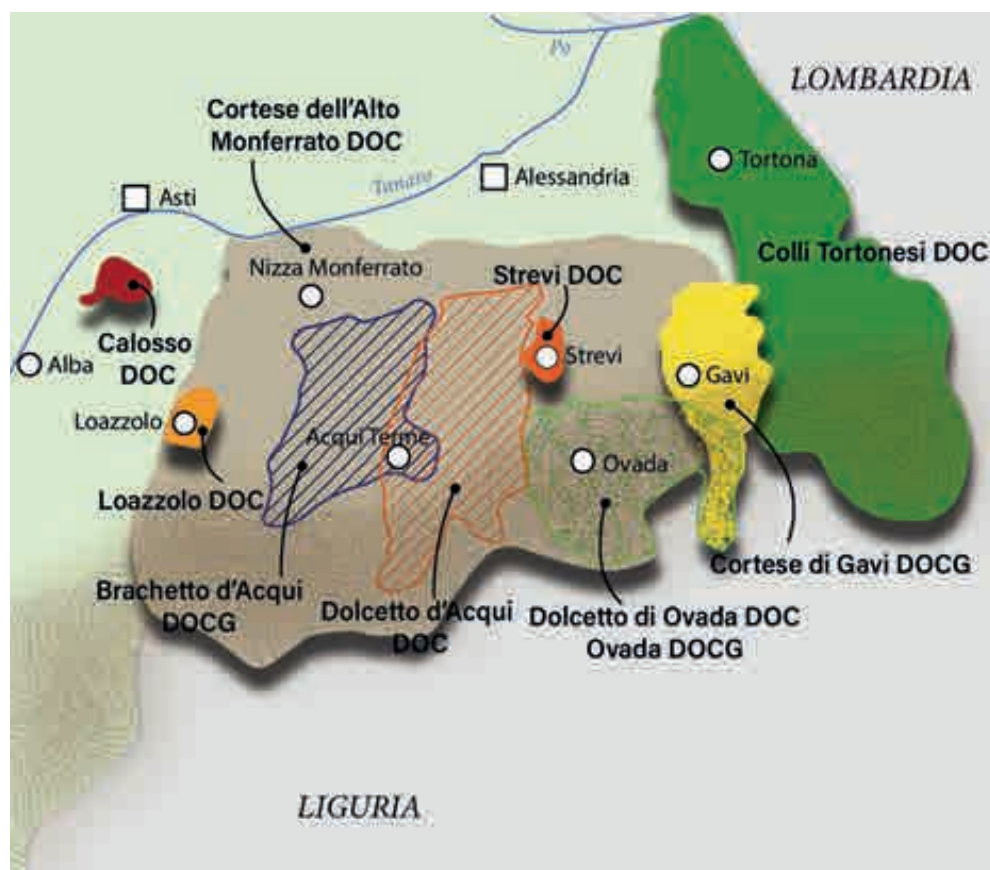 Po
LOMBARDIA
Cortese dell'Alto
Monferrato DOC
Tortona
Tanaro
Alessandria
Asti
Colli Tortonesi DOC
Nizza Monferrato
Strevi DOC
Calosso
DOC
Strevi
Alba
Gavi
Loazzolo
Acqui Terme
Ovada
Loazzolo DOC
Cortese di Gavi DOCG
Brachetto d'Acqui
DOCG
Dolcetto d'Acqui
DOC
Dolcetto di Ovada DOC
Ovada DOCG
LIGURIA